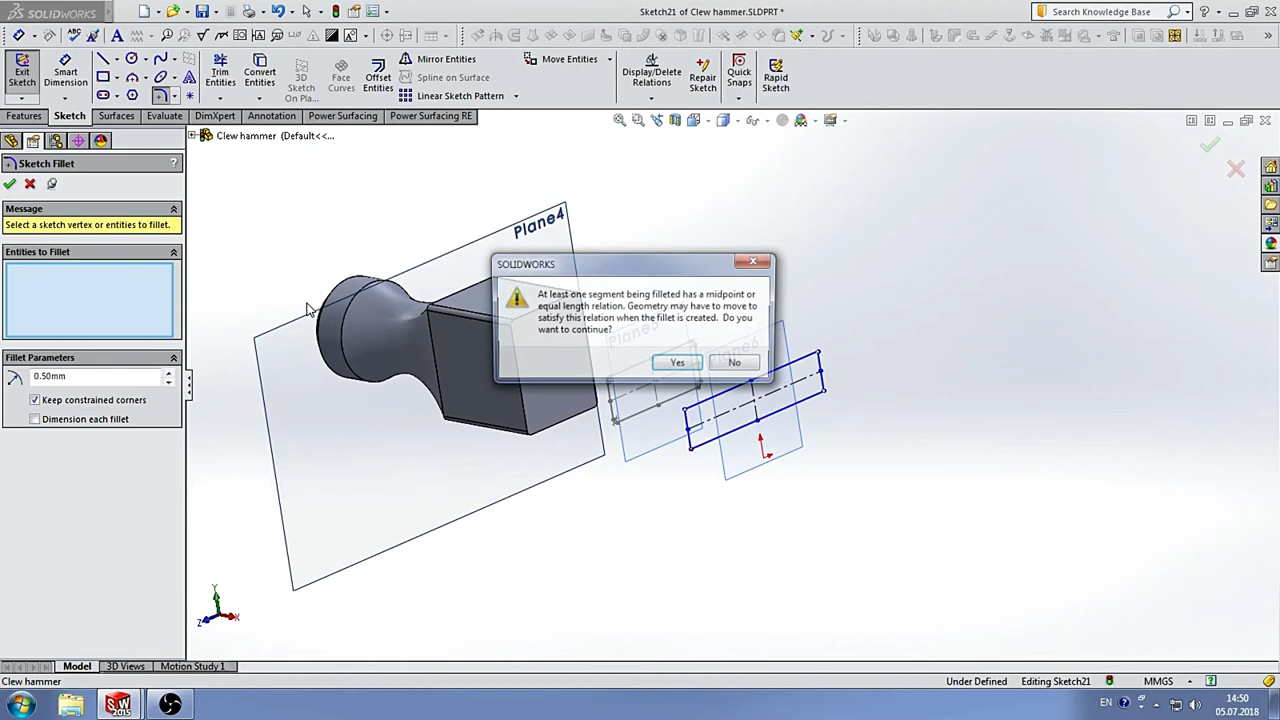 SOLIDWORKS
Sketch21 of Clew hammer.SLDPRT *
Search Knowledge Base
Exit Sketch
Smart Dimension
Trim Entities
Convert Entities
3D Sketch On Pla...
Face Curves
Offset Entities
Mirror Entities
Spline on Surface
Linear Sketch Pattern
Move Entities
Display/Delete Relations
Repair Sketch
Quick Snaps
Rapid Sketch
Features
Sketch
Surfaces
Evaluate
DimXpert
Annotation
Power Surfacing
Power Surfacing RE
Clew hammer (Default<<...
Sketch Fillet
?
Message
Select a sketch vertex or entities to fillet.
Entities to Fillet
Fillet Parameters
0.50mm
Keep constrained corners
Dimension each fillet
Plane4
SOLIDWORKS
At least one segment being filleted has a midpoint or
equal length relation. Geometry may have to move to
satisfy this relation when the fillet is created. Do you
want to continue?
Yes
No
Y
X
Z
Model
3D Views
Motion Study 1
Clew hammer
Under Defined
Editing Sketch21
MMGS
EN
14:50
05.07.2018